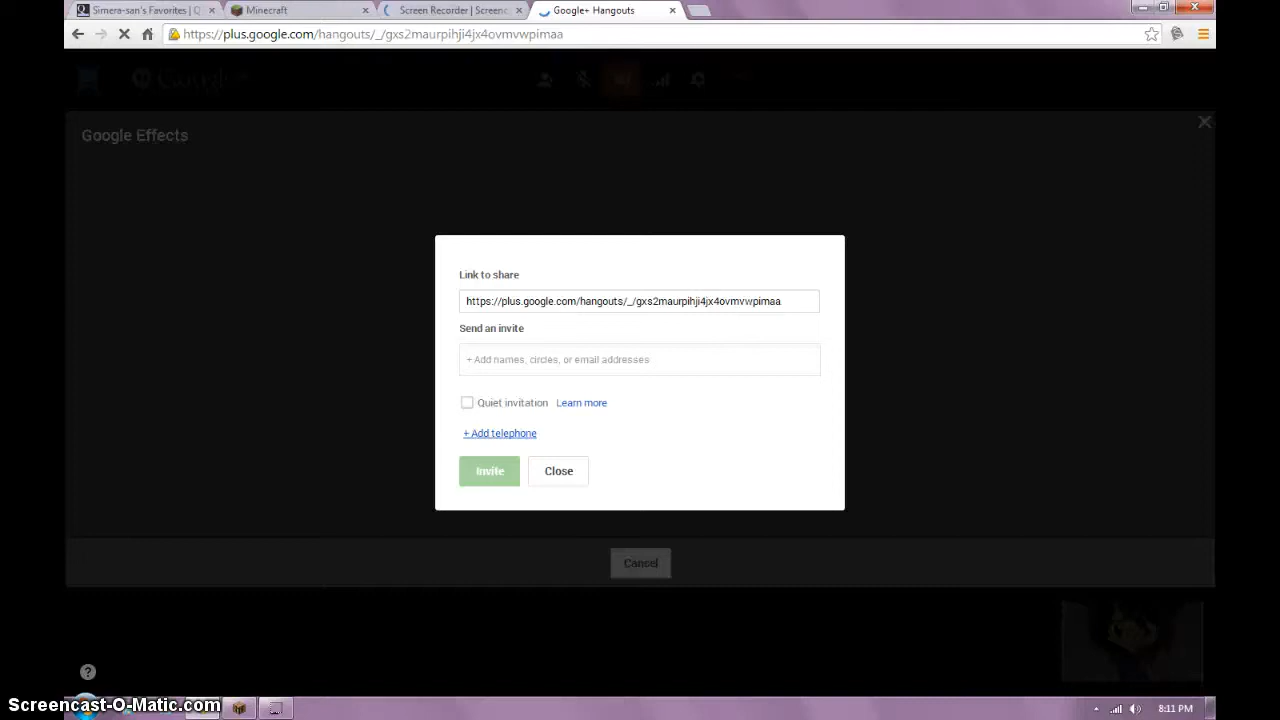 Simera-san's Favorites | Q
Minecraft
Screen Recorder | Screenc
Google+ Hangouts
https://plus.google.com/hangouts/_/gxs2maurpihji4jx4ovmvwpimaa
Google
Google Effects
Link to share
https://plus.google.com/hangouts/_/gxs2maurpihji4jx4ovmvwpimaa
Send an invite
+ Add names, circles, or email addresses
Quiet invitation Learn more
+ Add telephone
Invite Close
Cancel
?
Screencast-O-Matic.com
8:11 PM